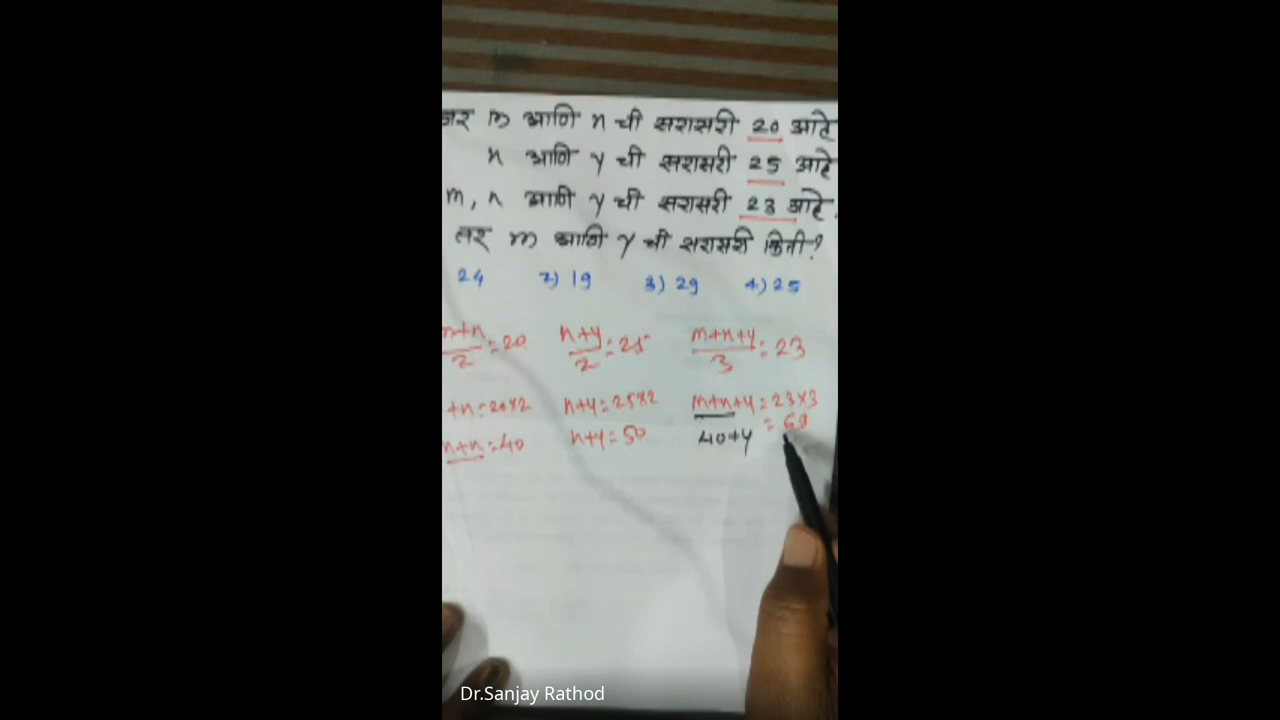 जर m आणि n ची सरासरी 20 आहे
n आणि y ची सरासरी 25 आहे
m, n आणि y ची सरासरी 23 आहे.
तर m आणि y ची सरासरी किती?
24 2) 19 3) 29 4) 25
m+n/2 = 20 n+y/2 = 25 m+n+y/3 = 23
+n = 20×2 n+y = 25×2 m+n+y = 23×3
= 69
n+n = 40 n+y = 50 40+y
Dr.Sanjay Rathod